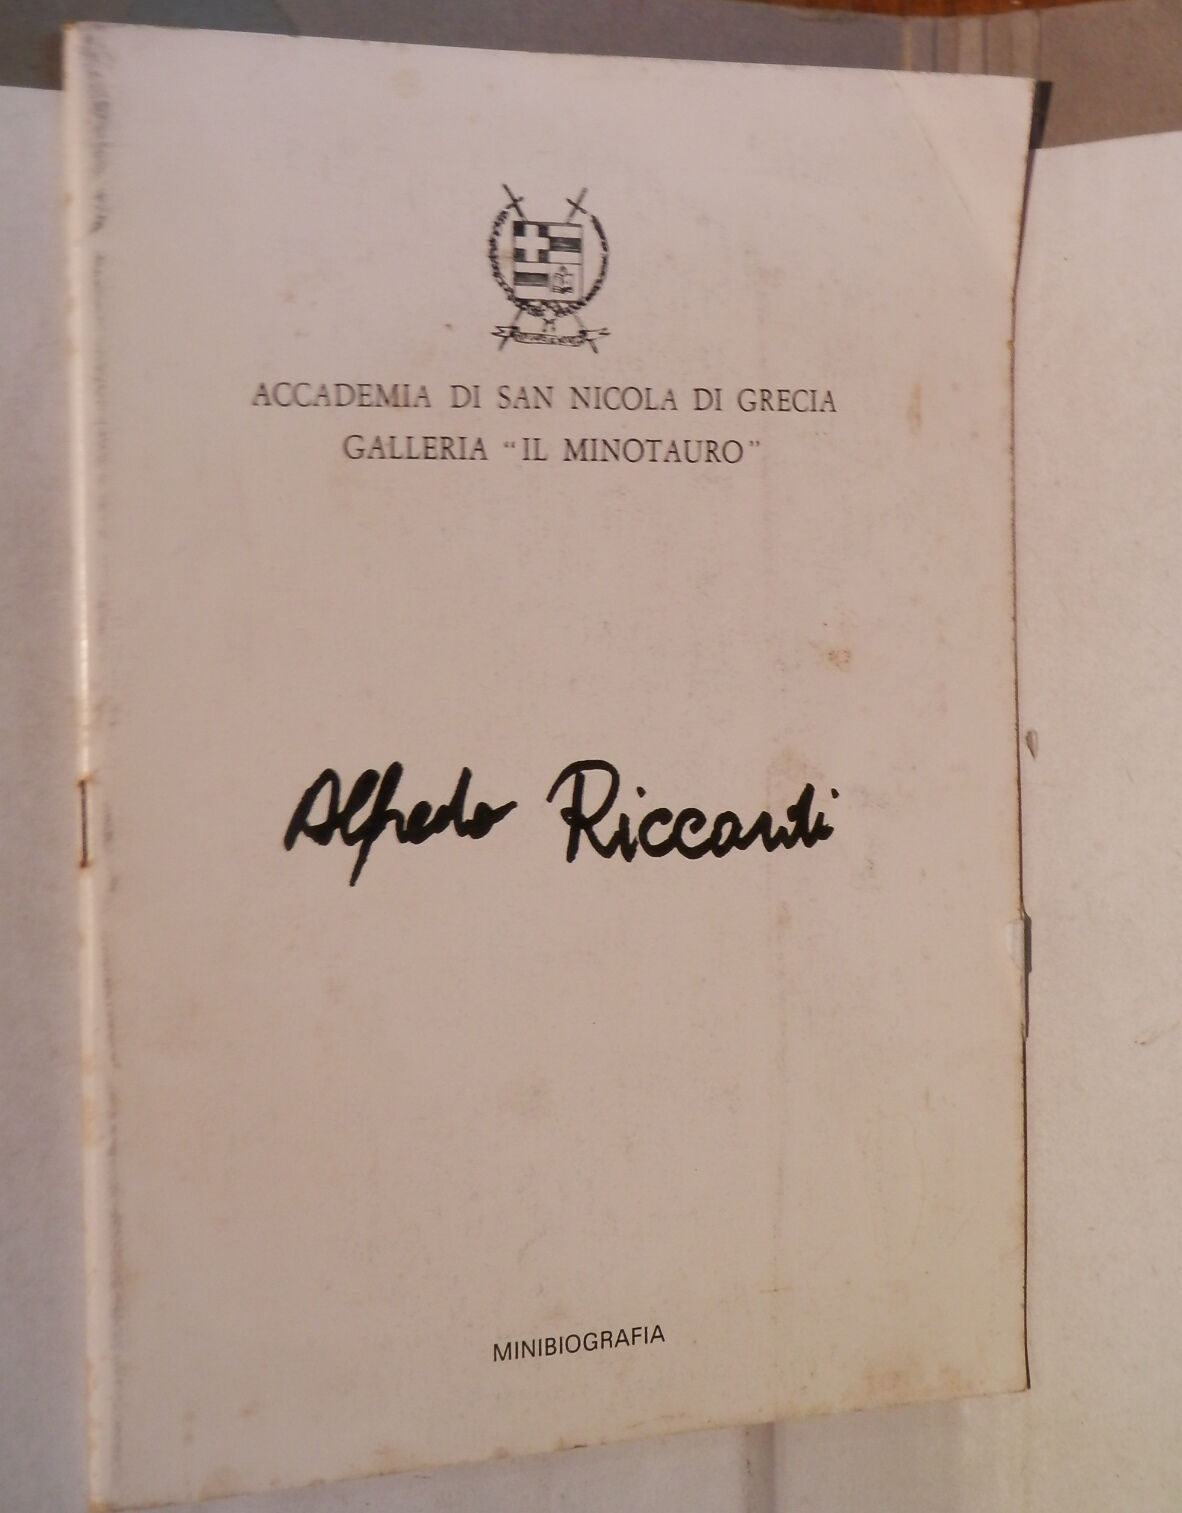 ACCADEMIA DI SAN NICOLA DI GRECIA
GALLERIA “IL MINOTAURO”
Alfredo Riccardi
MINIBIOGRAFIA